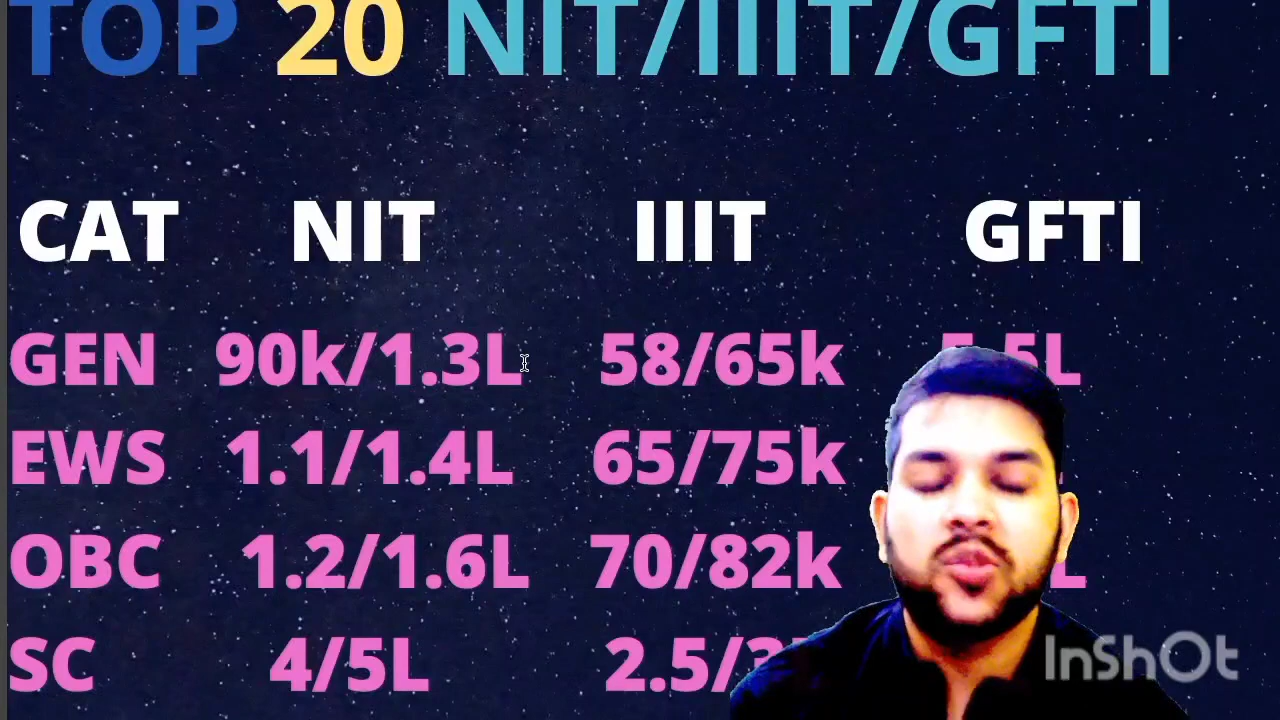 TOP 20 NIT/IIIT/GFTI
CAT NIT IIIT GFTI
GEN 90k/1.3L 58/65k
EWS 1.1/1.4L 65/75k
OBC 1.2/1.6L 70/82k
SC 4/5L
InShOt